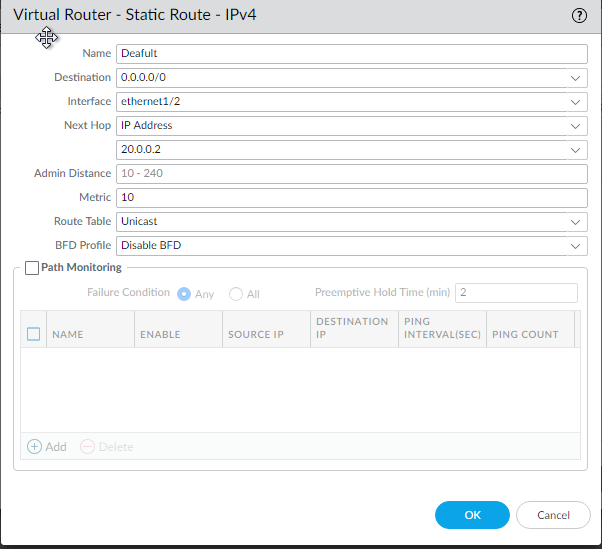 Virtual Router - Static Route - IPv4
Name Deafult
Destination 0.0.0.0/0
Interface ethernet1/2
Next Hop IP Address
20.0.0.2
Admin Distance 10 - 240
Metric 10
Route Table Unicast
BFD Profile Disable BFD
Path Monitoring
Failure Condition Any All Preemptive Hold Time (min) 2
NAME ENABLE SOURCE IP DESTINATION IP PING INTERVAL(SEC) PING COUNT
Add Delete
OK Cancel